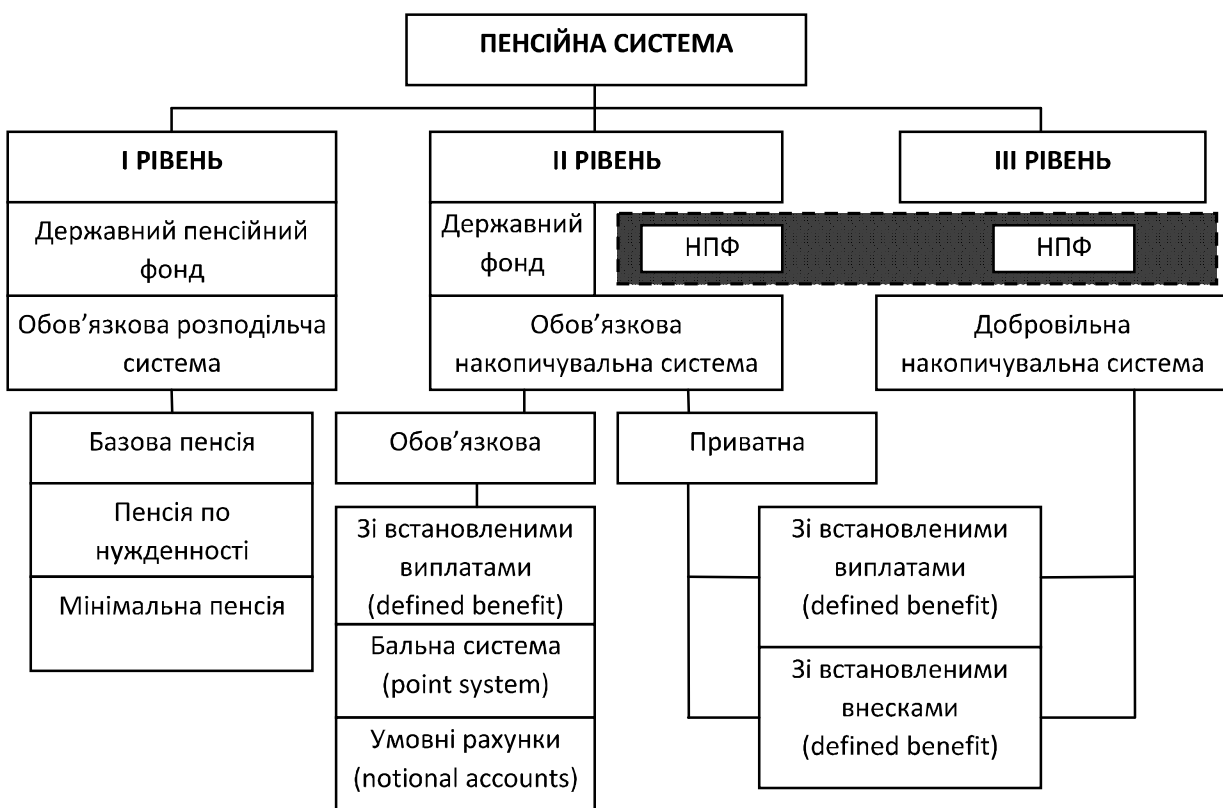 ПЕНСІЙНА СИСТЕМА
І РІВЕНЬ
ІІ РІВЕНЬ
ІІІ РІВЕНЬ
Державний пенсійний
фонд
Державний
фонд
НПФ
НПФ
Обов’язкова розподільча
система
Обов’язкова
накопичувальна система
Добровільна
накопичувальна система
Базова пенсія
Пенсія по
нужденності
Мінімальна пенсія
Обов’язкова
Приватна
Зі встановленими
виплатами
(defined benefit)
Бальна система
(point system)
Умовні рахунки
(notional accounts)
Зі встановленими
виплатами
(defined benefit)
Зі встановленими
внесками
(defined benefit)